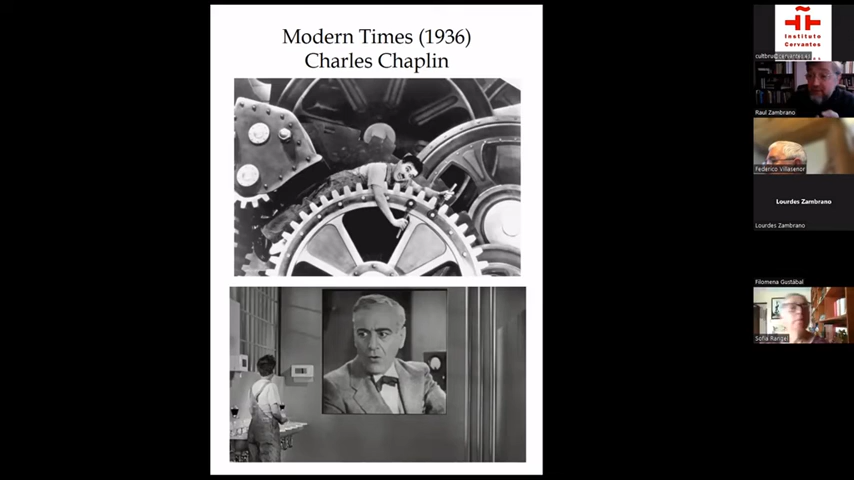 Modern Times (1936)
Charles Chaplin
Instituto
Cervantes
Raul Zambrano
Federico Villaseñor
Lourdes Zambrano
Lourdes Zambrano
Filomena Gustábal
Sofia Rangel